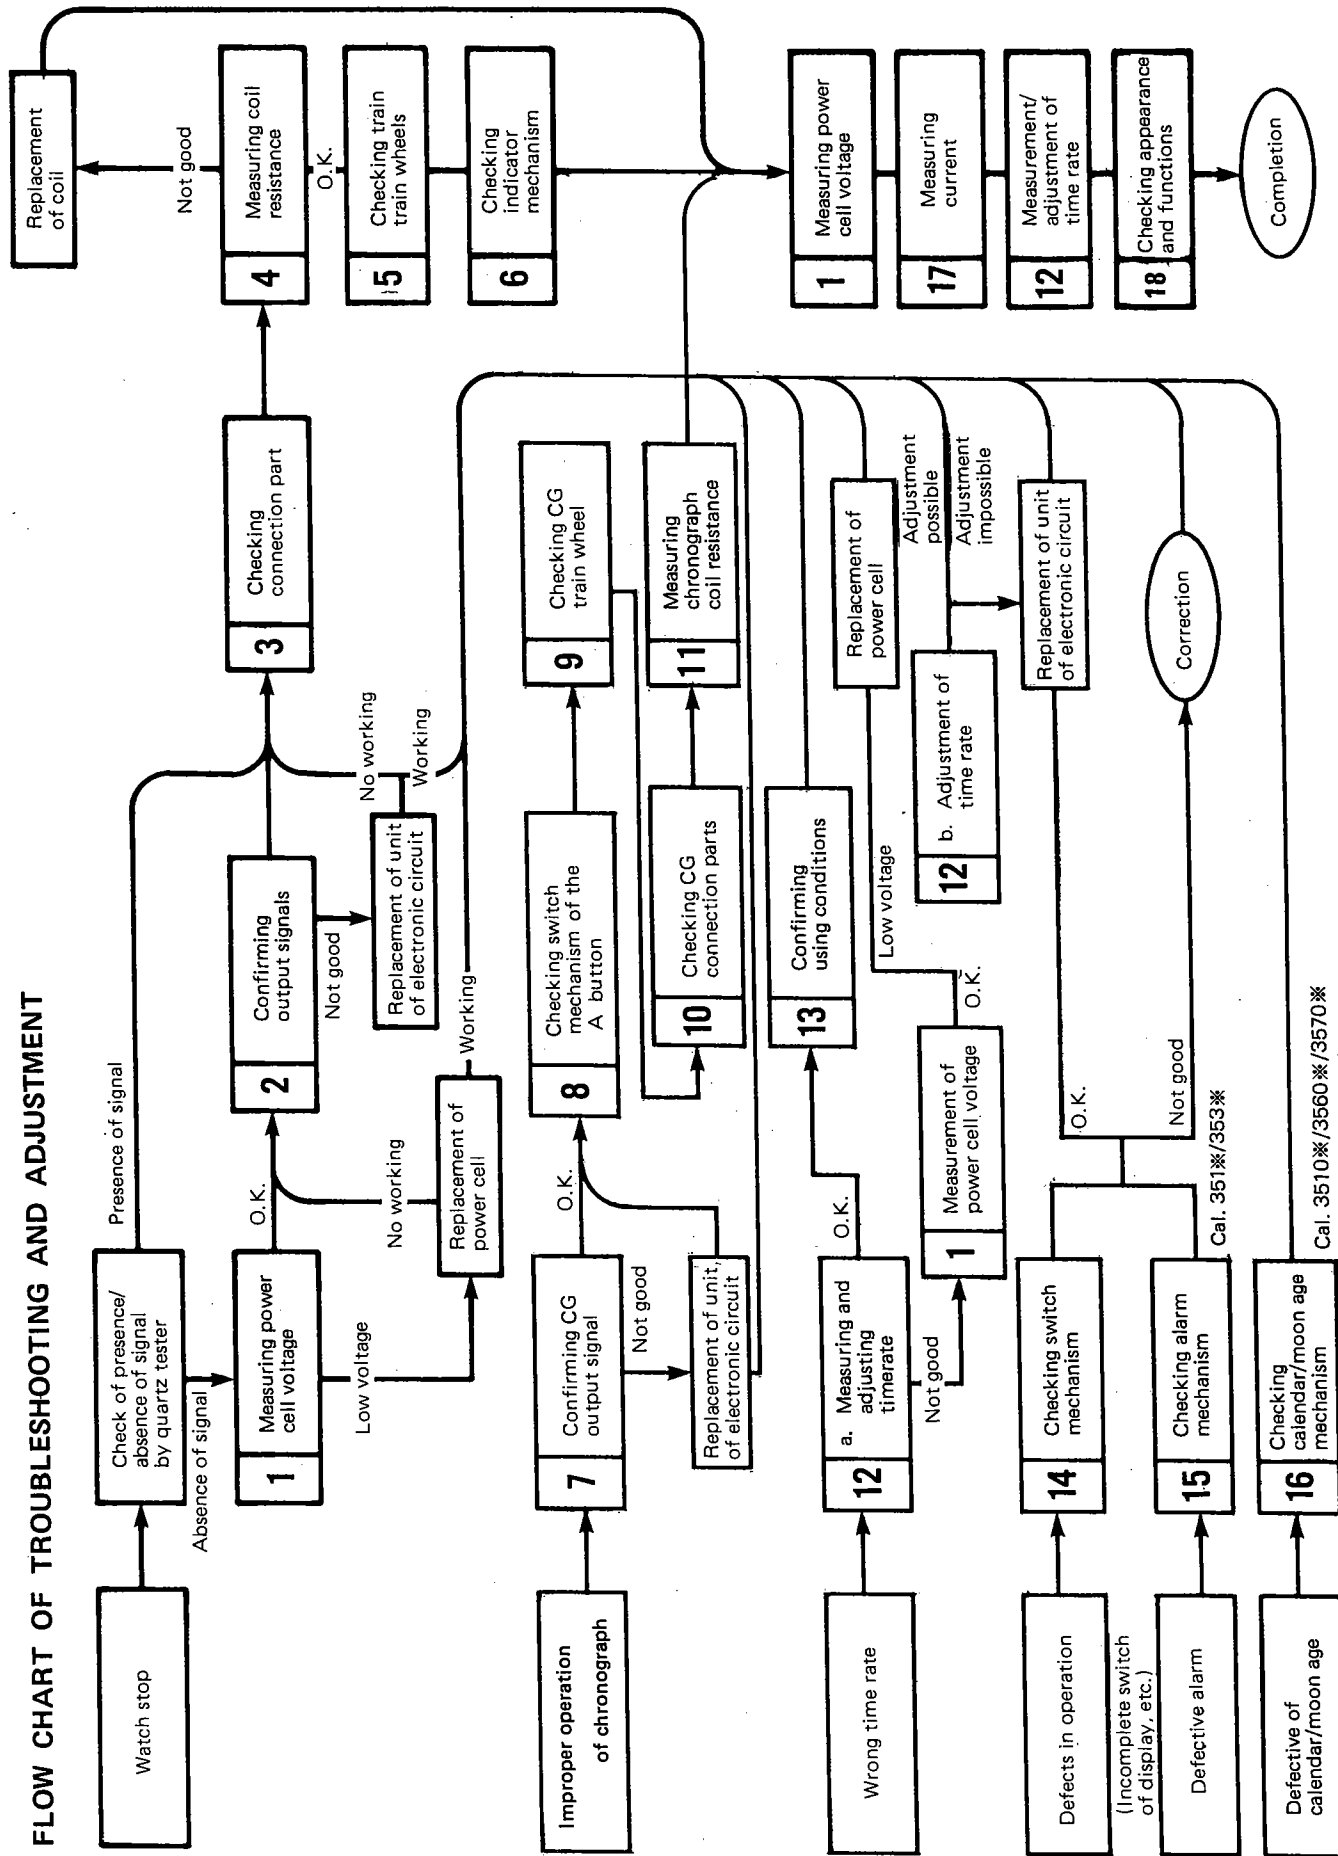 FLOW CHART OF TROUBLESHOOTING AND ADJUSTMENT
Watch stop
Check of presence/
absence of signal
by quartz tester
Presence of signal
Absence of signal
1
Measuring power
cell voltage
O.K.
Low voltage
Replacement of
power cell
No working
Working
2
Confirming
output signals
Not good
Replacement of unit
of electronic circuit
No working
Working
3
Checking
connection part
4
Measuring coil
resistance
Not good
Replacement
of coil
O.K.
5
Checking train
train wheels
6
Checking
indicator
mechanism
Improper operation
of chronograph
7
Confirming CG
output signal
O.K.
Not good
Replacement of unit,
of electronic circuit
8
Checking switch
mechanism of the
A button
9
Checking CG
train wheel
10
Checking CG
connection parts
11
Measuring
chronograph
coil resistance
Wrong time rate
12
a. Measuring and
adjusting
timerate
O.K.
Not good
13
Confirming
using conditions
1
Measurement of
power cell voltage
Low voltage
O.K.
Replacement of
power cell
12
b. Adjustment of
time rate
Adjustment
possible
Adjustment
impossible
Replacement of unit
of electronic circuit
Defects in operation
(Incomplete switch
of display, etc.)
14
Checking switch
mechanism
O.K.
Not good
Correction
Defective alarm
15
Checking alarm
mechanism
Cal. 351※/353※
Defective of
calendar/moon age
16
Checking
calendar/moon age
mechanism
Cal. 3510※/3560※/3570※
1
Measuring power
cell voltage
17
Measuring
current
12
Measurement/
adjustment of
time rate
18
Checking appearance
and functions
Completion